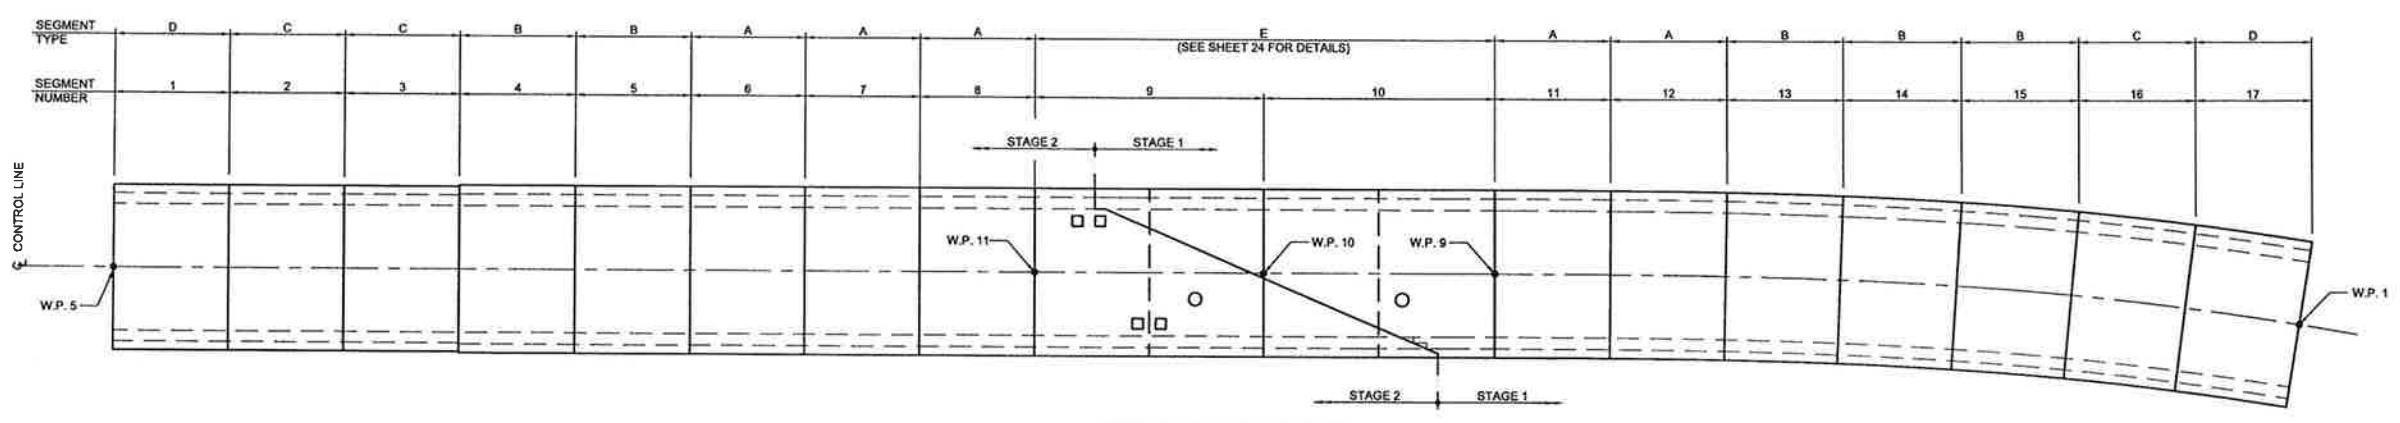 SEGMENT TYPE D C C B B A A A E A A B B B C D
(SEE SHEET 24 FOR DETAILS)
SEGMENT NUMBER 1 2 3 4 5 6 7 8 9 10 11 12 13 14 15 16 17
STAGE 2 STAGE 1
℄ CONTROL LINE
W.P. 11 W.P. 10 W.P. 9
W.P. 5 W.P. 1
STAGE 2 STAGE 1